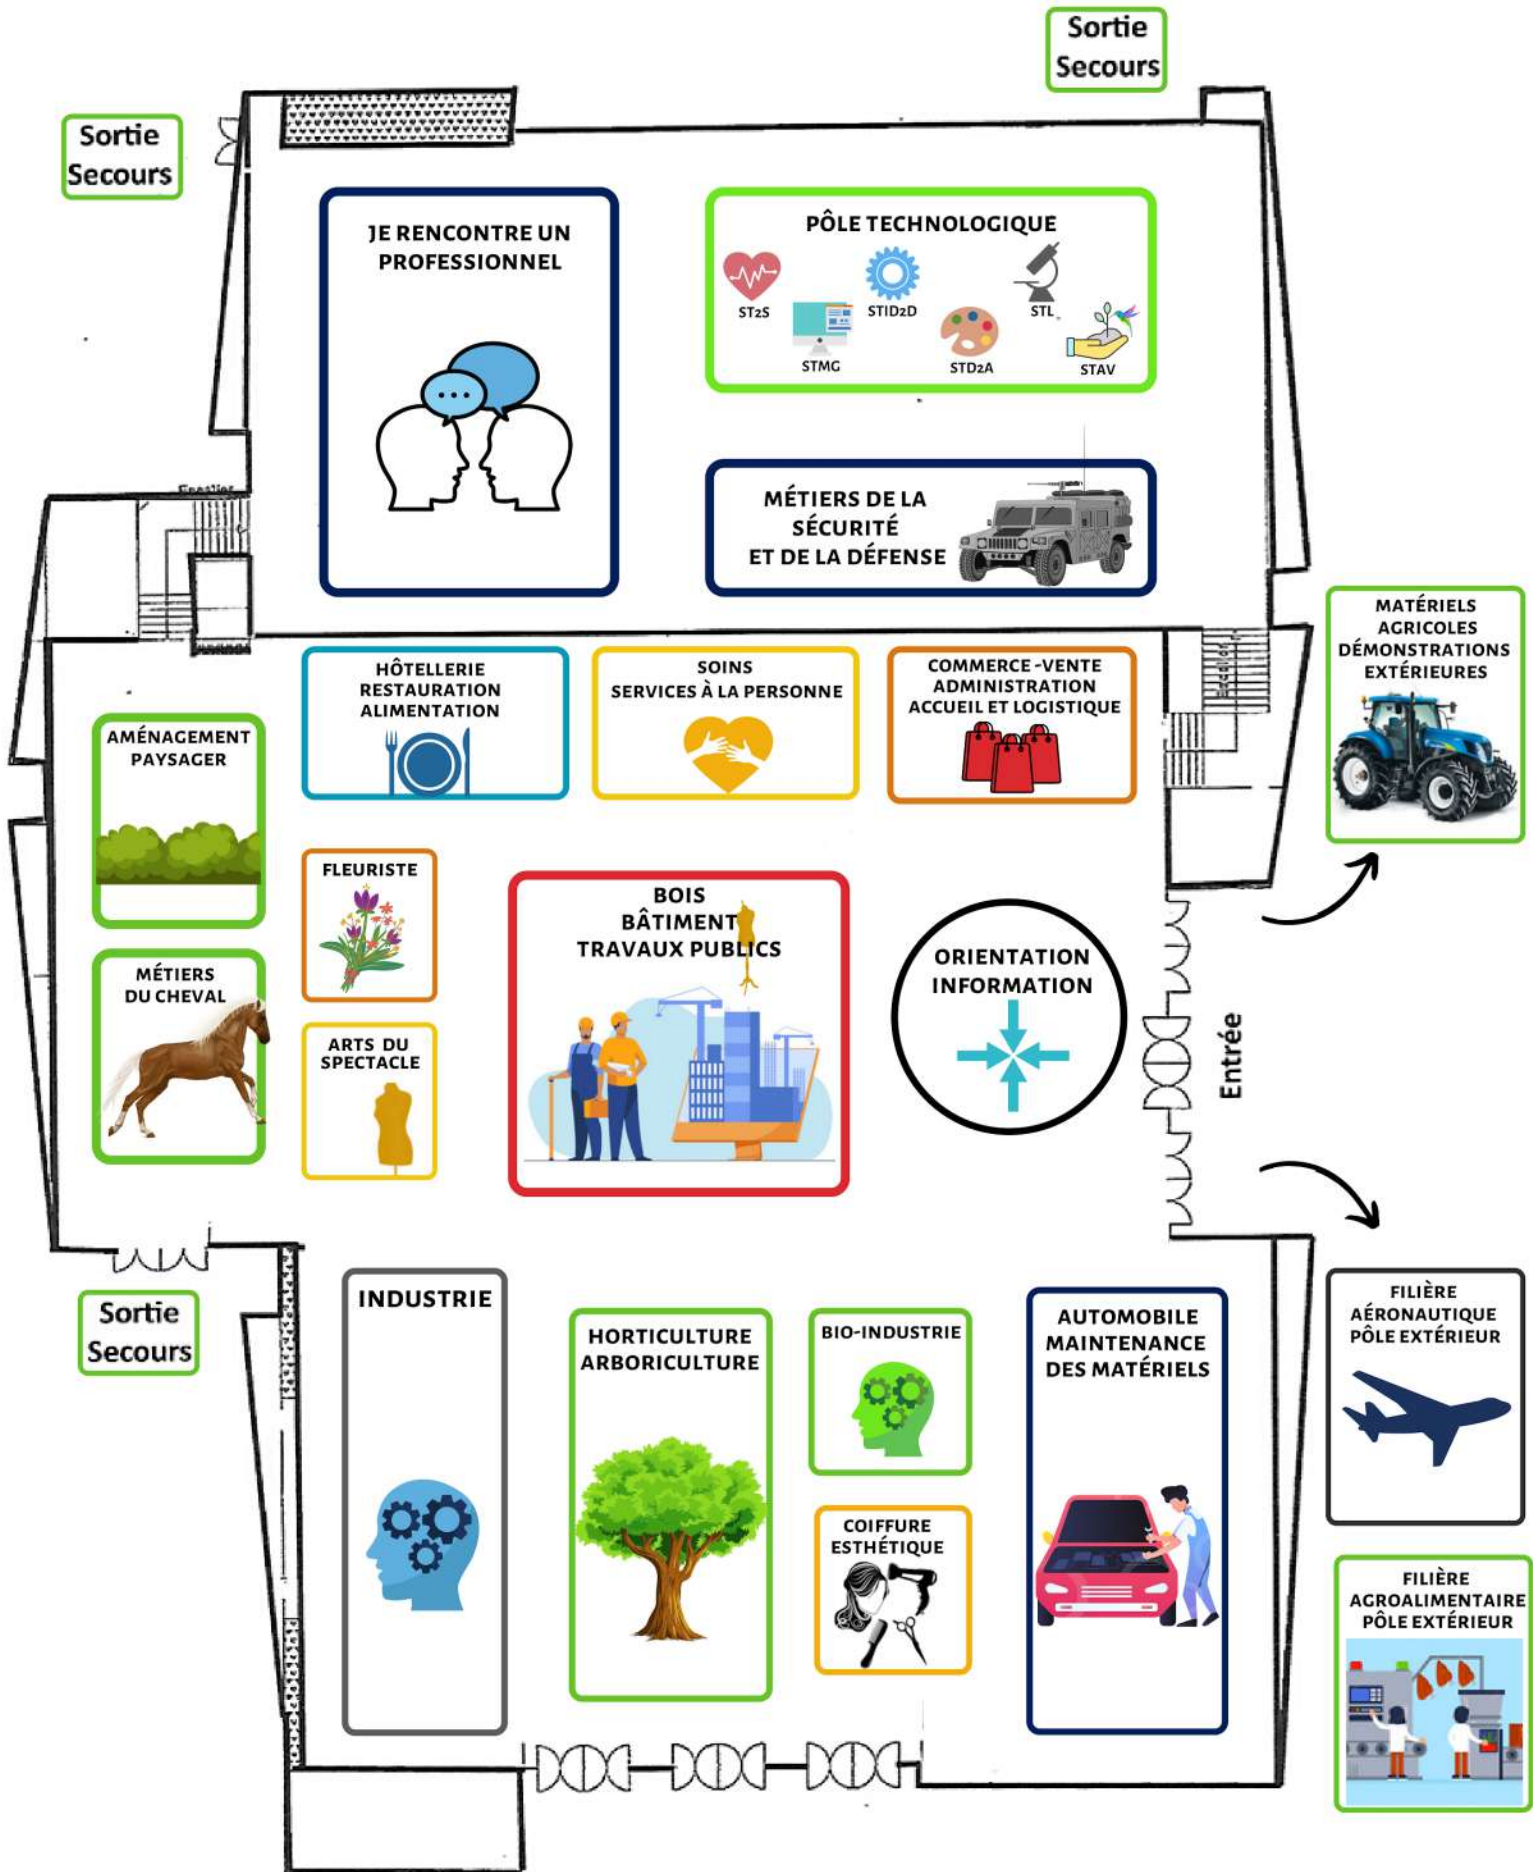 Sortie
Secours
Sortie
Secours
JE RENCONTRE UN
PROFESSIONNEL
PÔLE TECHNOLOGIQUE
ST2S
STID2D
STL
STMG
STD2A
STAV
MÉTIERS DE LA
SÉCURITÉ
ET DE LA DÉFENSE
MATÉRIELS
AGRICOLES
DÉMONSTRATIONS
EXTÉRIEURES
HÔTELLERIE
RESTAURATION
ALIMENTATION
SOINS
SERVICES À LA PERSONNE
COMMERCE -VENTE
ADMINISTRATION
ACCUEIL ET LOGISTIQUE
AMÉNAGEMENT
PAYSAGER
FLEURISTE
BOIS
BÂTIMENT
TRAVAUX PUBLICS
ORIENTATION
INFORMATION
MÉTIERS
DU CHEVAL
ARTS DU
SPECTACLE
Entrée
Sortie
Secours
INDUSTRIE
HORTICULTURE
ARBORICULTURE
BIO-INDUSTRIE
AUTOMOBILE
MAINTENANCE
DES MATÉRIELS
FILIÈRE
AÉRONAUTIQUE
PÔLE EXTÉRIEUR
COIFFURE
ESTHÉTIQUE
FILIÈRE
AGROALIMENTAIRE
PÔLE EXTÉRIEUR